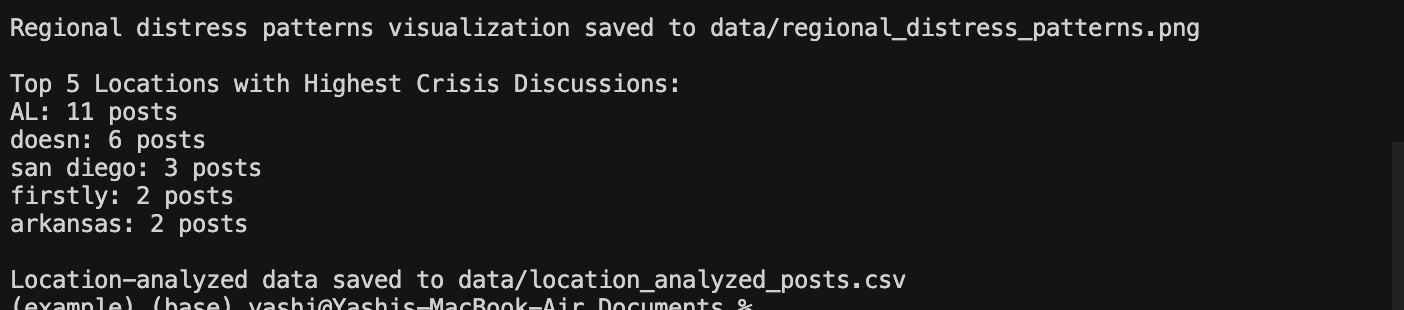 Regional distress patterns visualization saved to data/regional_distress_patterns.png
Top 5 Locations with Highest Crisis Discussions:
AL: 11 posts
doesn: 6 posts
san diego: 3 posts
firstly: 2 posts
arkansas: 2 posts
Location-analyzed data saved to data/location_analyzed_posts.csv
(example) (base) yashi@Yashis-MacBook-Air Documents %